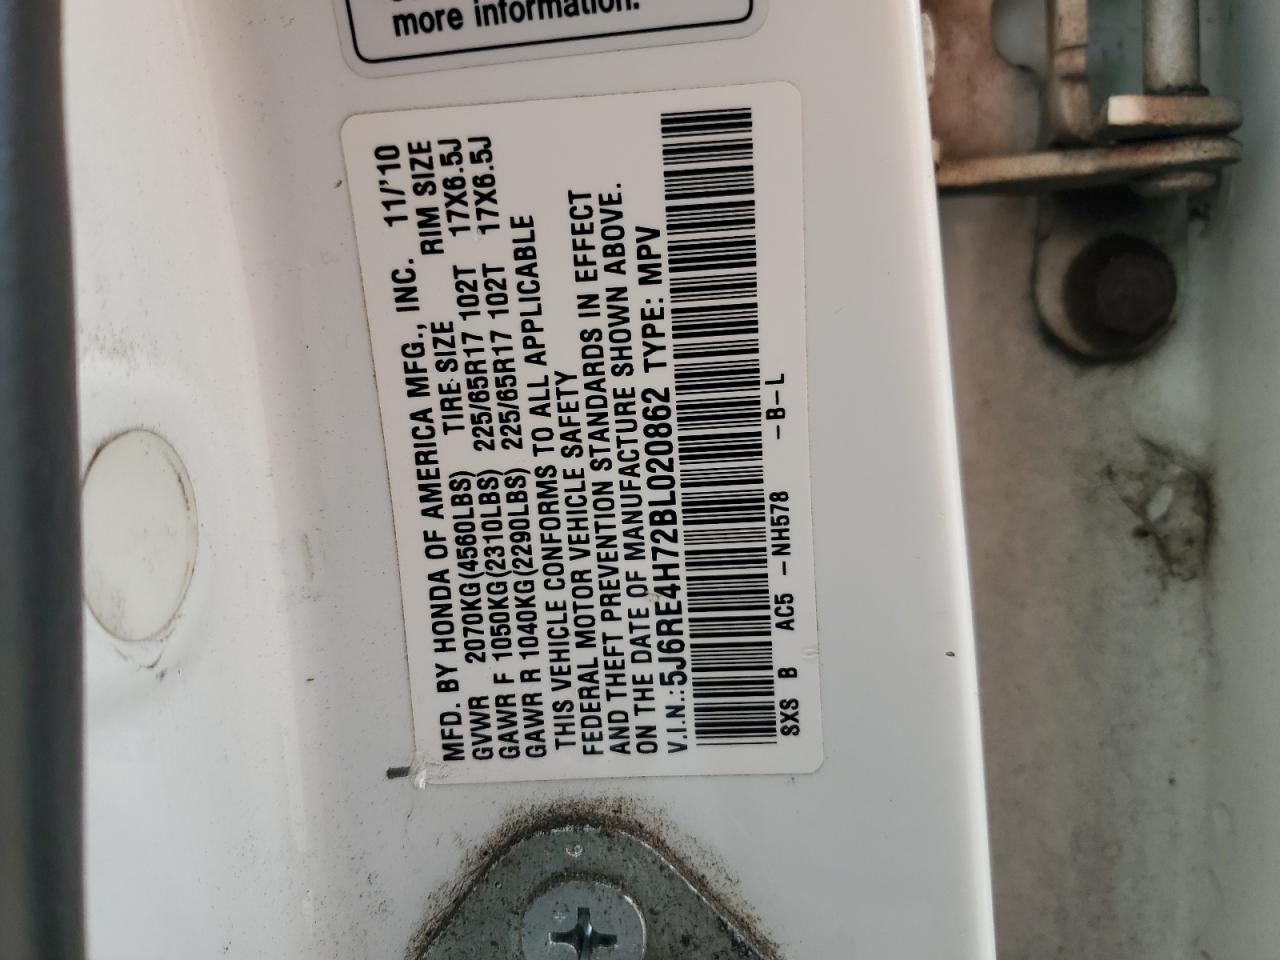 more information.
MFD. BY HONDA OF AMERICA MFG., INC. 11/'10
TIRE SIZE RIM SIZE
GVWR 2070KG(4560LBS)
GAWR F 1050KG(2310LBS) 225/65R17 102T 17X6.5J
GAWR R 1040KG(2290LBS) 225/65R17 102T 17X6.5J
THIS VEHICLE CONFORMS TO ALL APPLICABLE
FEDERAL MOTOR VEHICLE SAFETY
AND THEFT PREVENTION STANDARDS IN EFFECT
ON THE DATE OF MANUFACTURE SHOWN ABOVE.
V.I.N.: 5J6RE4H72BL020862 TYPE: MPV
SXS B AC5 -NH578 -B-L